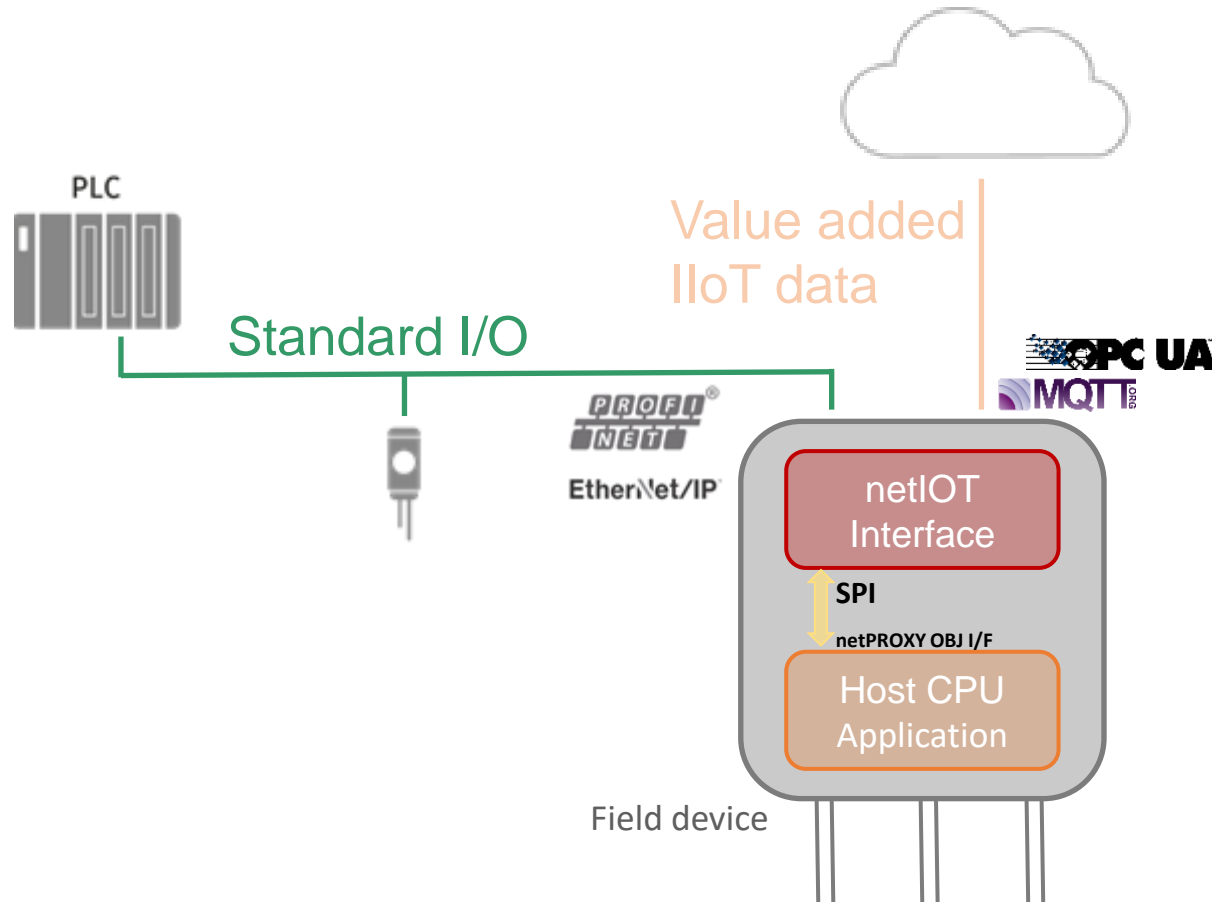 PLC
Value added
IIoT data
Standard I/O
OPC UA
MQTT.ORG
PROFI®
NET
EtherNet/IP
netIOT
Interface
SPI
netPROXY OBJ I/F
Host CPU
Application
Field device